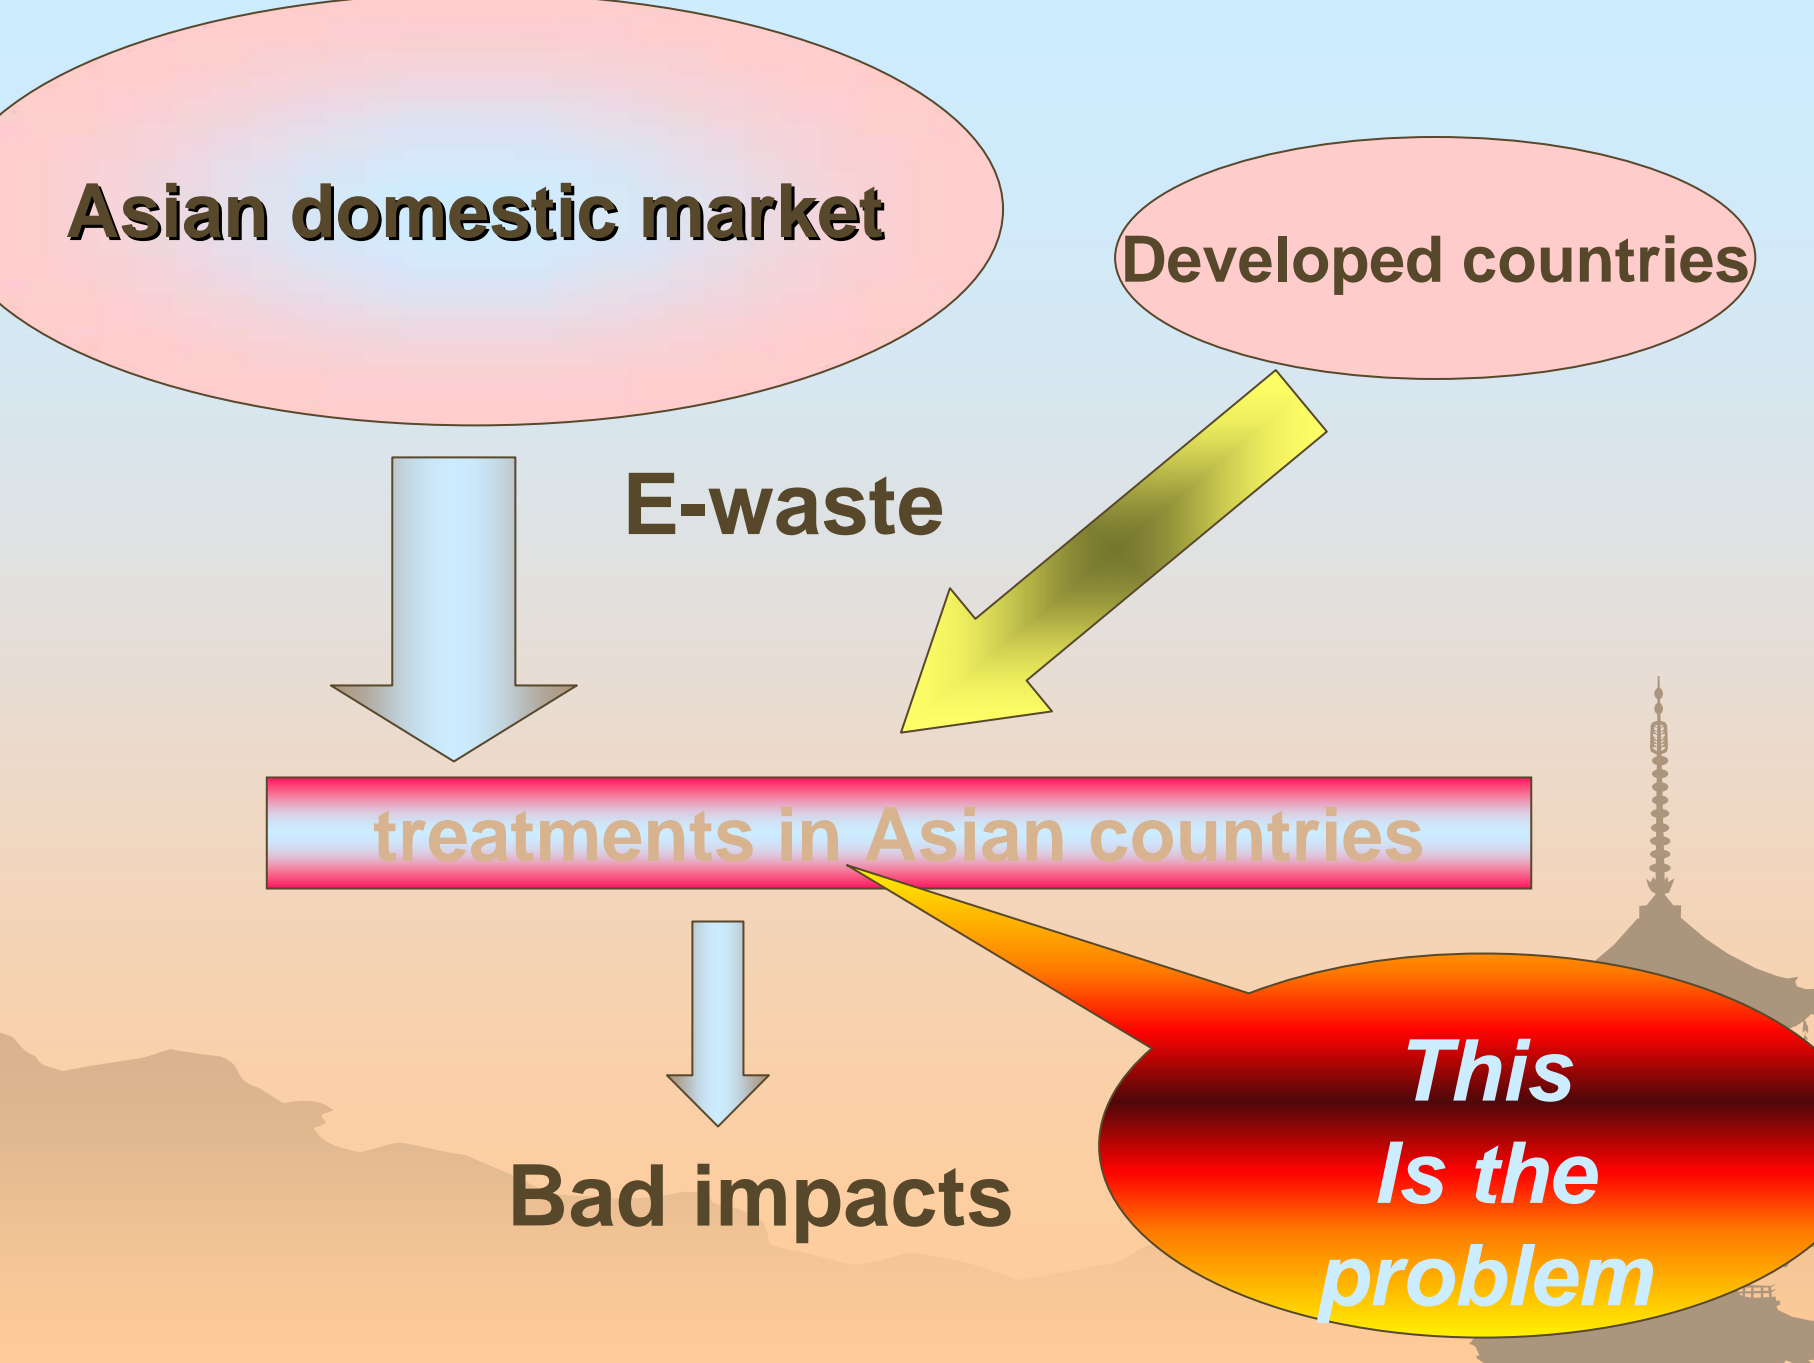 Asian domestic market
Developed countries
E-waste
treatments in Asian countries
Bad impacts
This
Is the
problem